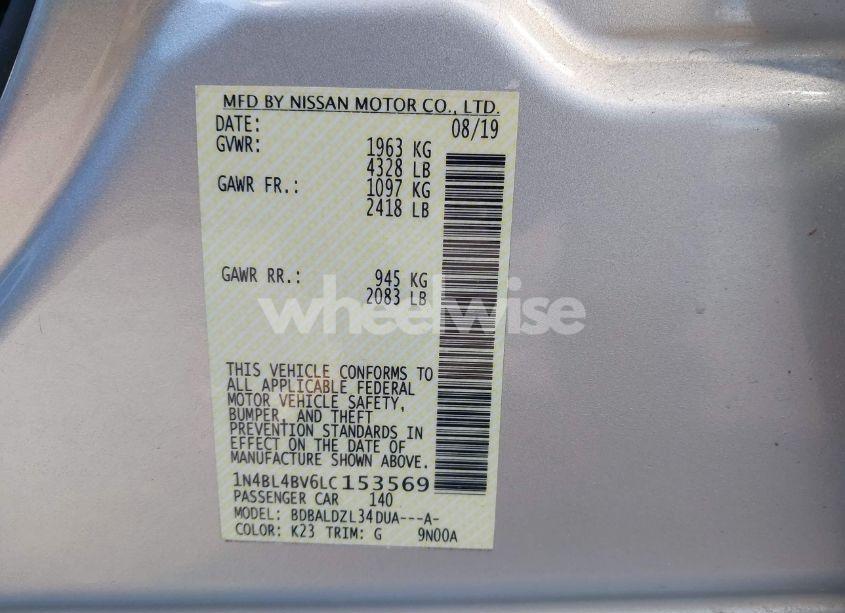 MFD BY NISSAN MOTOR CO., LTD.
DATE: 08/19
GVWR: 1963 KG
4328 LB
GAWR FR.: 1097 KG
2418 LB
GAWR RR.: 945 KG
2083 LB
wheelwise
THIS VEHICLE CONFORMS TO
ALL APPLICABLE FEDERAL
MOTOR VEHICLE SAFETY,
BUMPER, AND THEFT
PREVENTION STANDARDS IN
EFFECT ON THE DATE OF
MANUFACTURE SHOWN ABOVE.
1N4BL4BV6LC153569
PASSENGER CAR 140
MODEL: BDBALDZL34DUA---A-
COLOR: K23 TRIM: G 9N00A